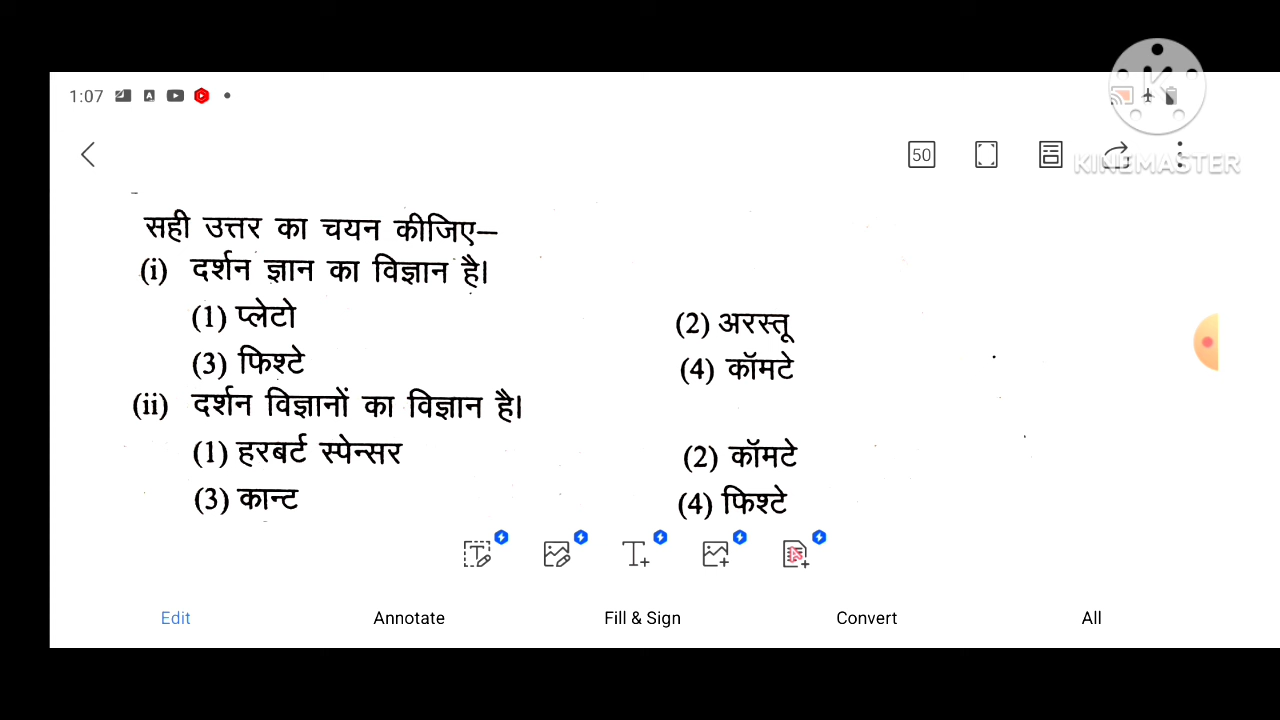 1:07
50
KINEMASTER
सही उत्तर का चयन कीजिए–
(i) दर्शन ज्ञान का विज्ञान है।
(1) प्लेटो (2) अरस्तू
(3) फिश्टे (4) कॉमटे
(ii) दर्शन विज्ञानों का विज्ञान है।
(1) हरबर्ट स्पेन्सर (2) कॉमटे
(3) कान्ट (4) फिश्टे
Edit Annotate Fill & Sign Convert All